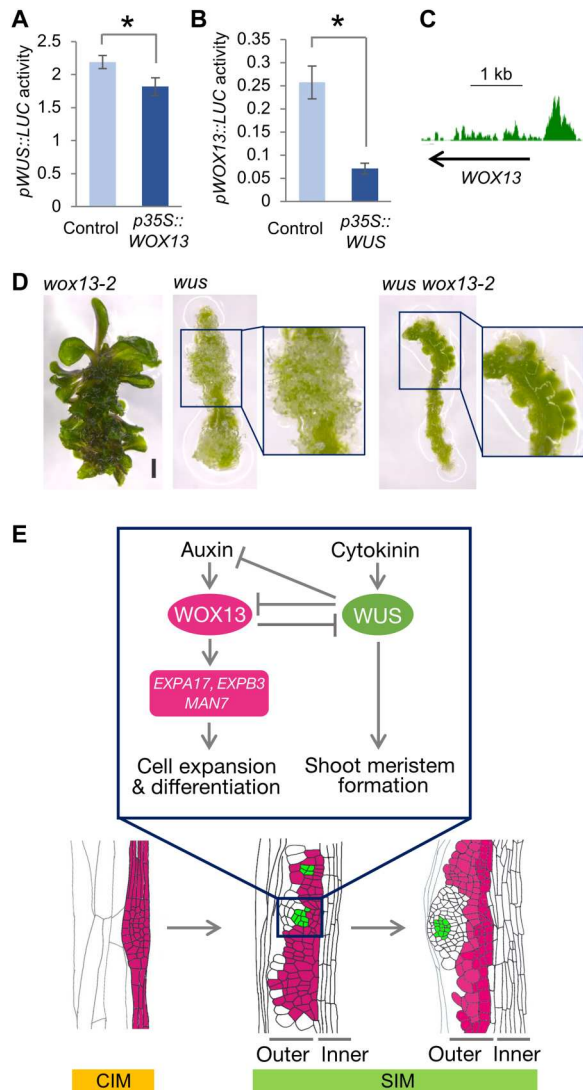 A
*
pWUS::LUC activity
2.5
2
1.5
1
0.5
0
Control
p35S::
WOX13
B
*
pWOX13::LUC activity
0.35
0.3
0.25
0.2
0.15
0.1
0.05
0
Control
p35S::
WUS
C
1 kb
WOX13
D
wox13-2
wus
wus wox13-2
E
Auxin
Cytokinin
WOX13
WUS
EXPA17, EXPB3
MAN7
Cell expansion
& differentiation
Shoot meristem
formation
Outer Inner
Outer Inner
CIM
SIM